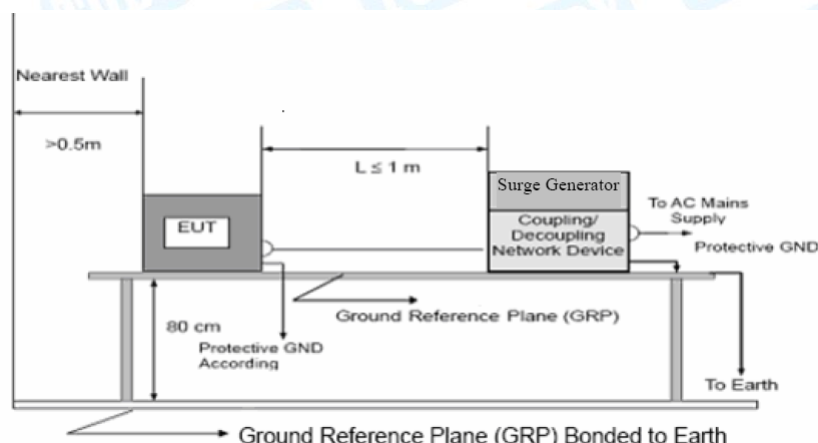 Nearest Wall
>0.5m
L ≤ 1 m
EUT
Surge Generator
Coupling/
Decoupling
Network Device
To AC Mains
Supply
Protective GND
Ground Reference Plane (GRP)
80 cm
Protective GND
According
To Earth
Ground Reference Plane (GRP) Bonded to Earth